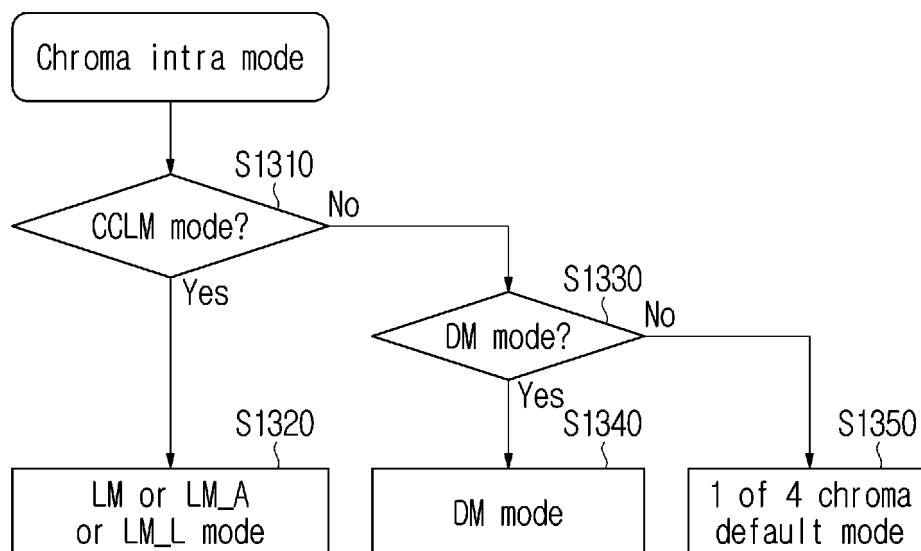 Chroma intra mode
S1310
CCLM mode?
No
Yes
S1330
DM mode?
No
Yes
S1320
LM or LM_A
or LM_L mode
S1340
DM mode
S1350
1 of 4 chroma
default mode